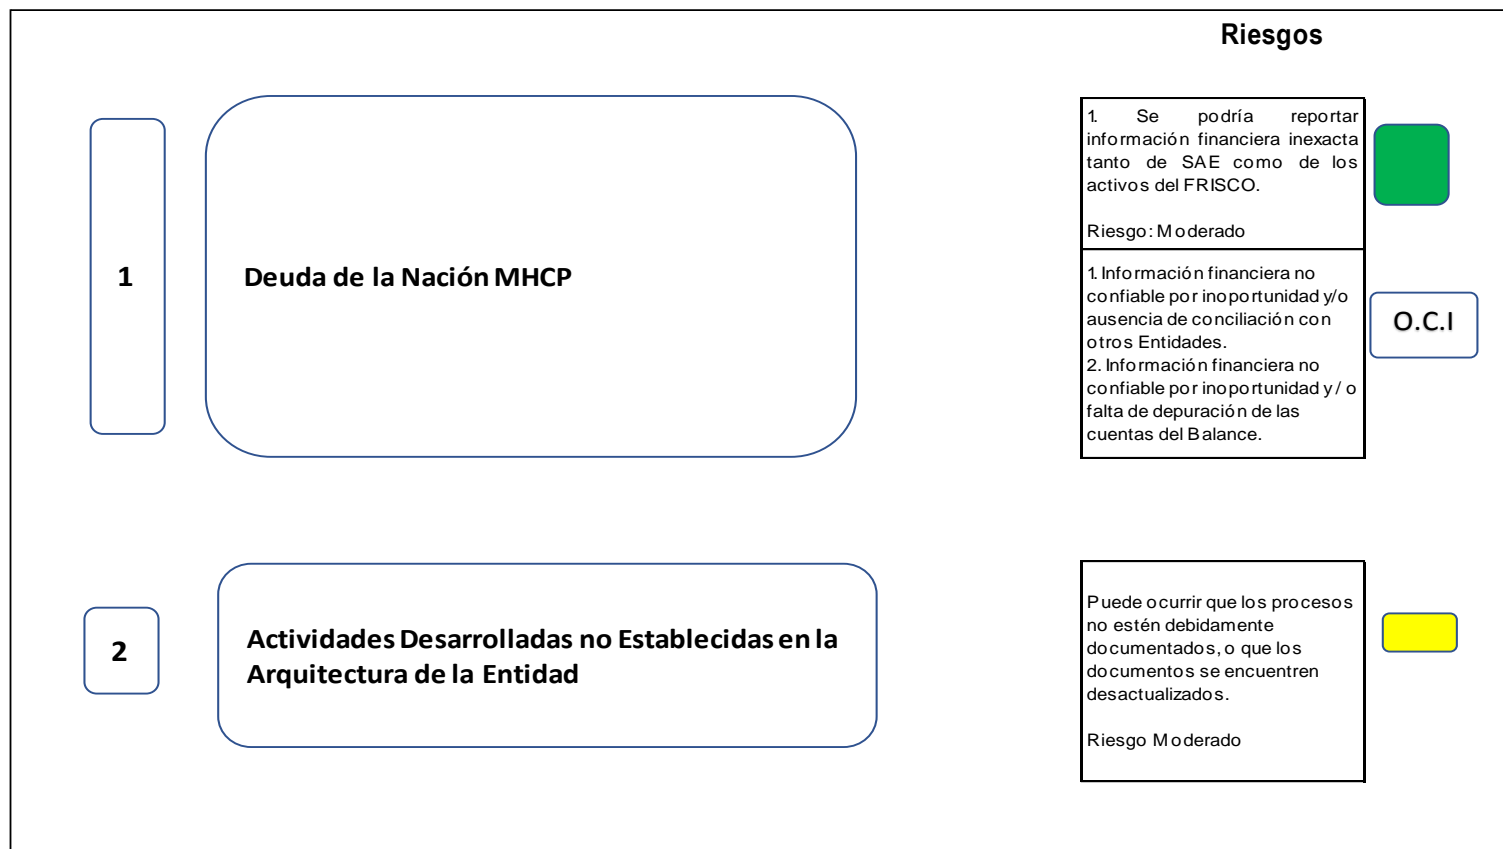 Riesgos
1. Se podría reportar
información financiera inexacta
tanto de SAE como de los
activos del FRISCO.
Riesgo: Moderado
1
Deuda de la Nación MHCP
1. Información financiera no
confiable por inoportunidad y/o
ausencia de conciliación con
otros Entidades.
2. Información financiera no
confiable por inoportunidad y / o
falta de depuración de las
cuentas del Balance.
O.C.I
2
Actividades Desarrolladas no Establecidas en la
Arquitectura de la Entidad
Puede ocurrir que los procesos
no estén debidamente
documentados, o que los
documentos se encuentren
desactualizados.
Riesgo Moderado